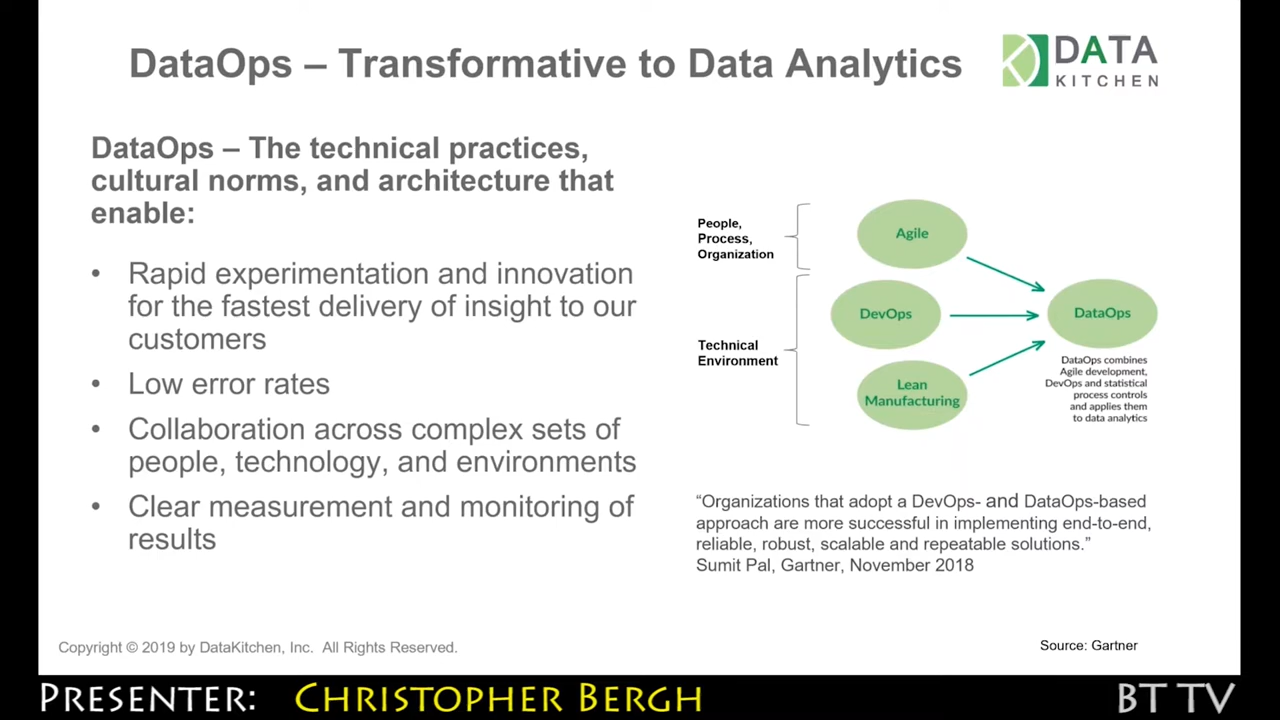 DataOps – Transformative to Data Analytics
DATA
KITCHEN
DataOps – The technical practices,
cultural norms, and architecture that
enable:
• Rapid experimentation and innovation
for the fastest delivery of insight to our
customers
• Low error rates
• Collaboration across complex sets of
people, technology, and environments
• Clear measurement and monitoring of
results
People,
Process,
Organization
Technical
Environment
Agile
DevOps
Lean
Manufacturing
DataOps
DataOps combines
Agile development,
DevOps and statistical
process controls
and applies them
to data analytics
“Organizations that adopt a DevOps- and DataOps-based
approach are more successful in implementing end-to-end,
reliable, robust, scalable and repeatable solutions.”
Sumit Pal, Gartner, November 2018
Copyright © 2019 by DataKitchen, Inc. All Rights Reserved.
Source: Gartner
PRESENTER: CHRISTOPHER BERGH
BT TV